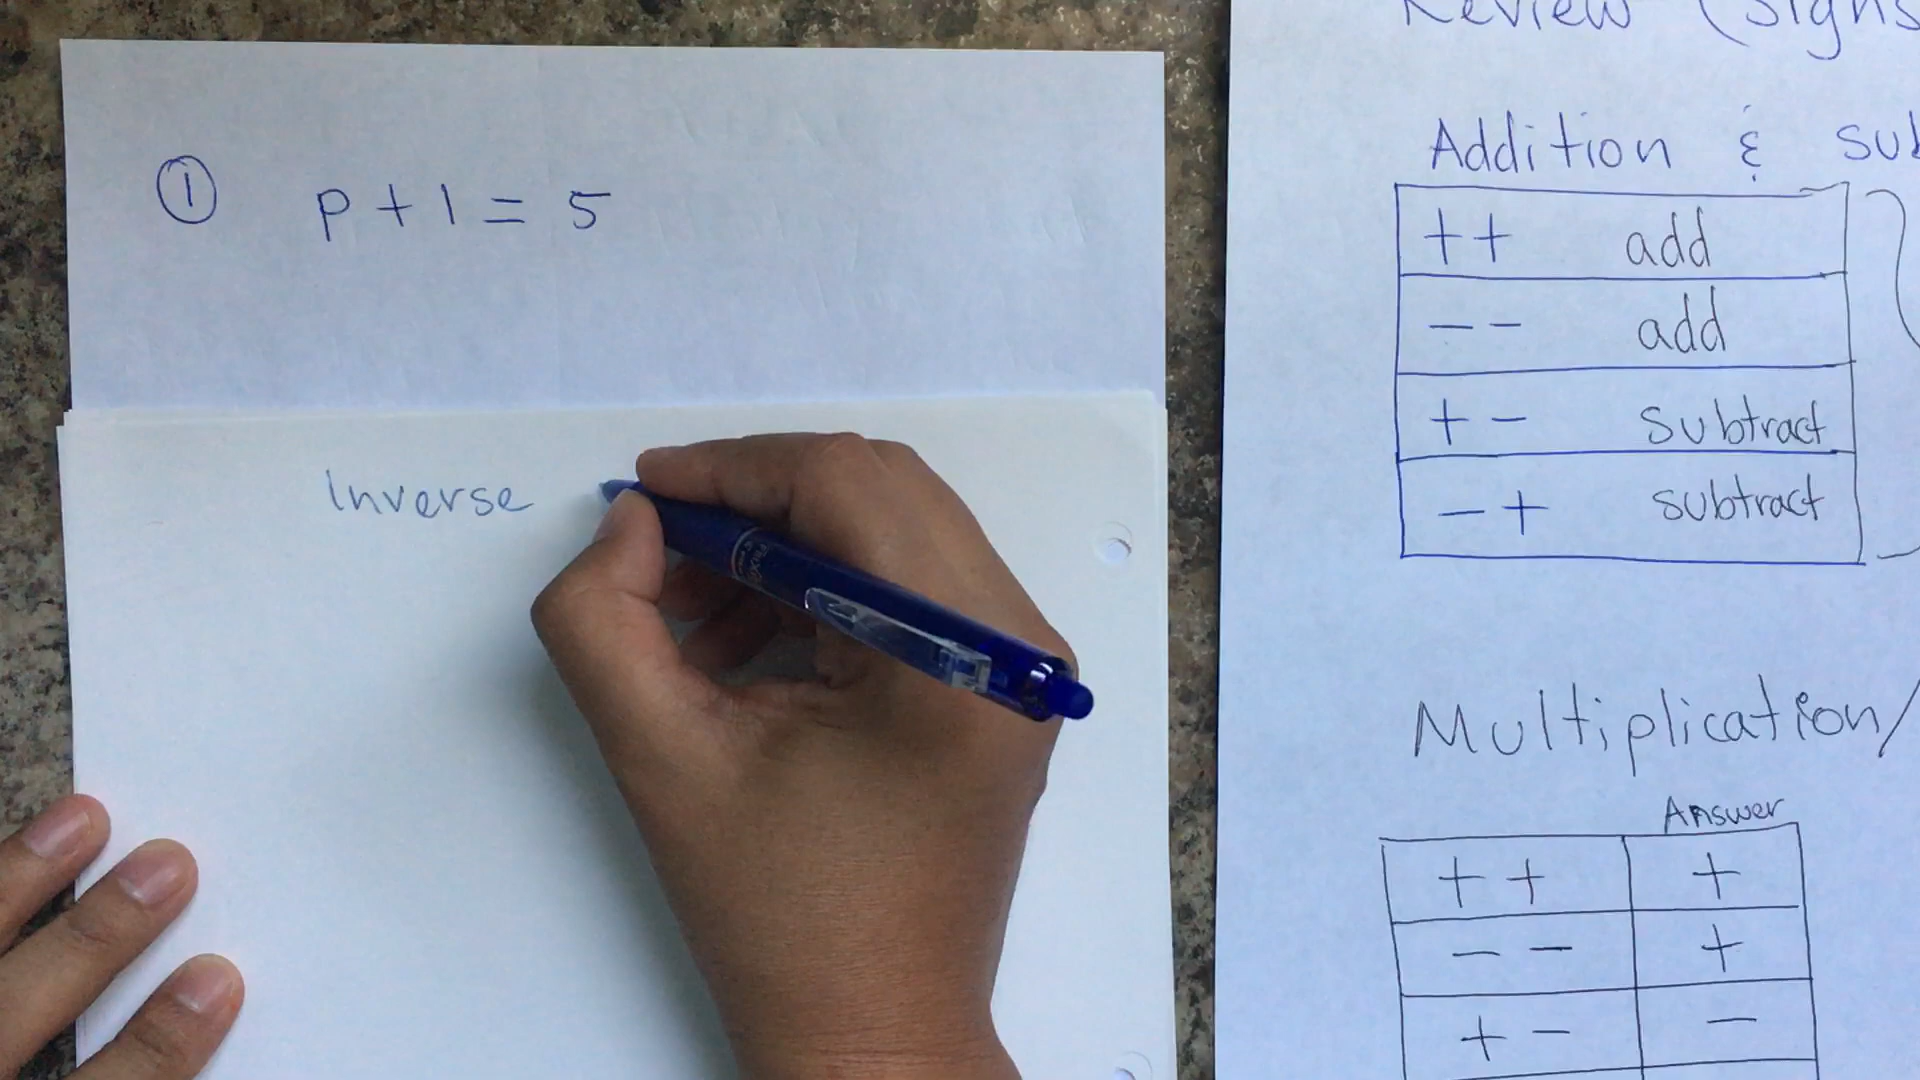 ① p + 1 = 5
Inverse
Review (signs
Addition & sub
+ + add
- - add
+ - subtract
- + subtract
Multiplication/
Answer
+ + +
- - +
+ - -